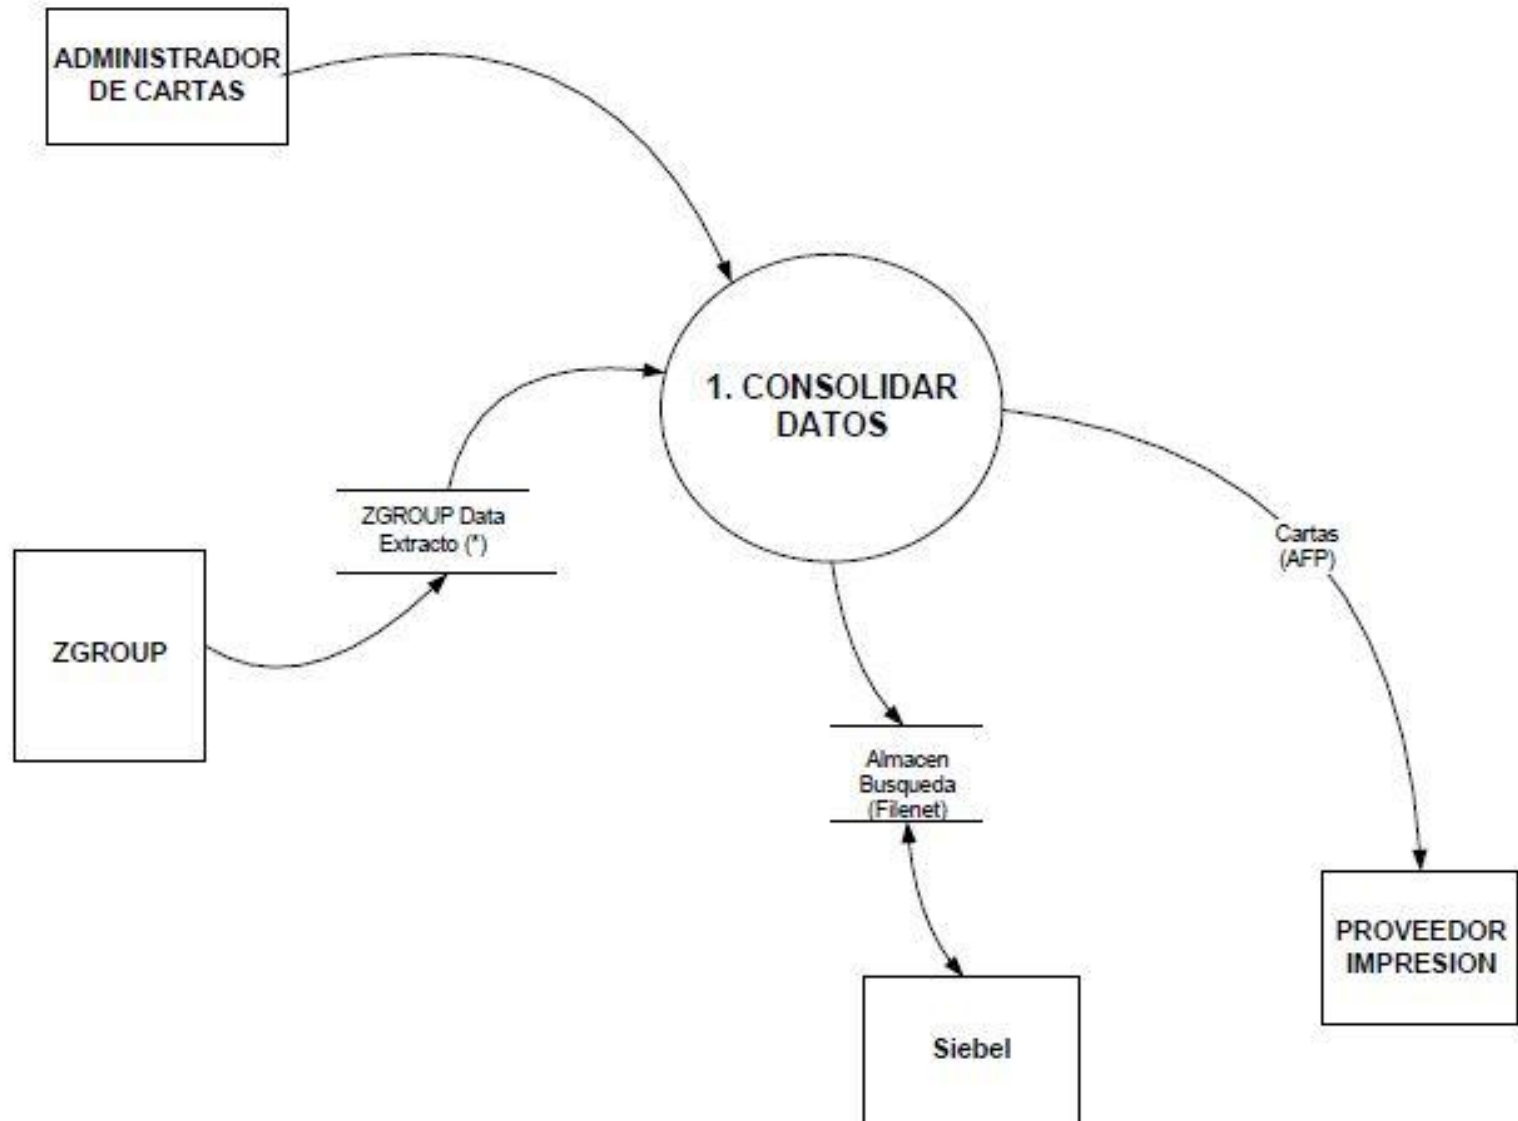 ADMINISTRADOR
DE CARTAS
1. CONSOLIDAR
DATOS
ZGROUP Data
Extracto (*)
Cartas
(AFP)
ZGROUP
Almacen
Busqueda
(Filenet)
PROVEEDOR
IMPRESION
Siebel